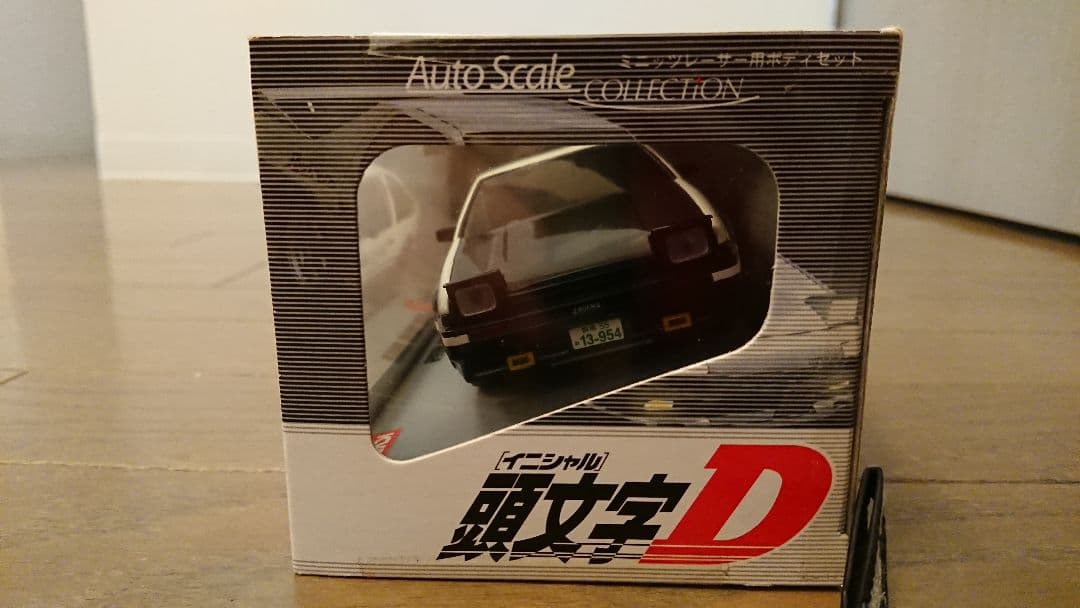 ミニッツレーサー用ボディセット
Auto Scale
COLLECTION
13-954
[イニシャル]
頭文字D